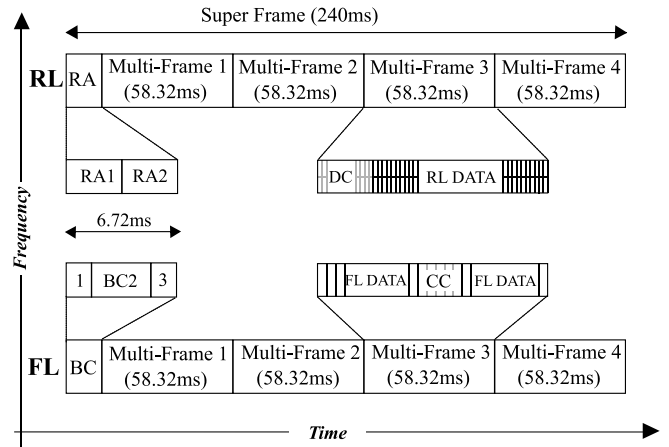 Super Frame (240ms)
RL
RA
Multi-Frame 1
(58.32ms)
Multi-Frame 2
(58.32ms)
Multi-Frame 3
(58.32ms)
Multi-Frame 4
(58.32ms)
RA1
RA2
DC
RL DATA
6.72ms
Frequency
1
BC2
3
FL DATA
CC
FL DATA
FL
BC
Multi-Frame 1
(58.32ms)
Multi-Frame 2
(58.32ms)
Multi-Frame 3
(58.32ms)
Multi-Frame 4
(58.32ms)
Time